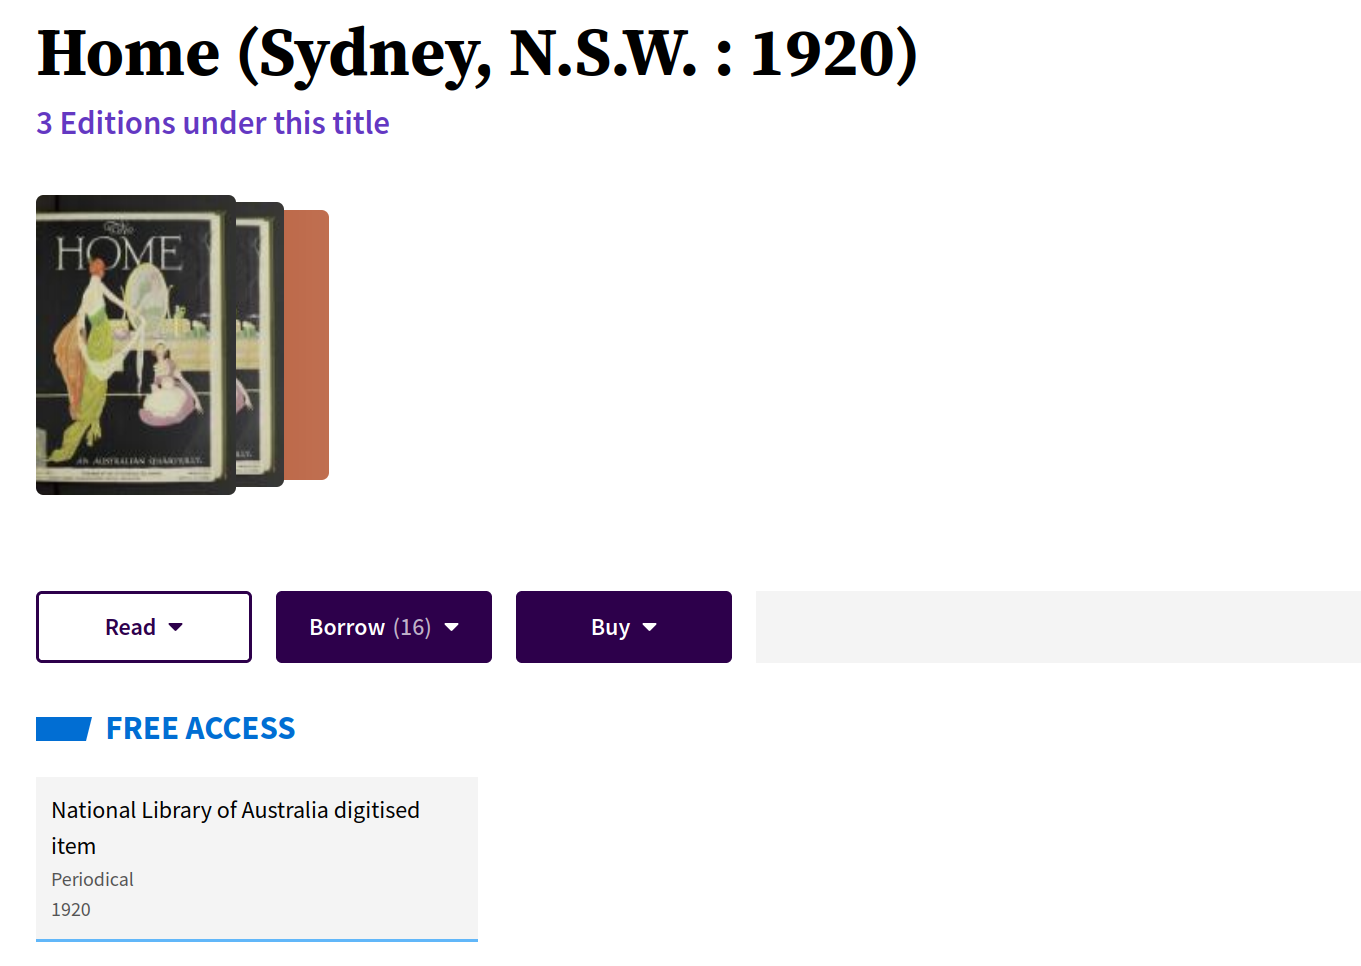 Home (Sydney, N.S.W. : 1920)
3 Editions under this title
The
HOME
AN AUSTRALIAN QUARTERLY.
Read
Borrow (16)
Buy
FREE ACCESS
National Library of Australia digitised
item
Periodical
1920